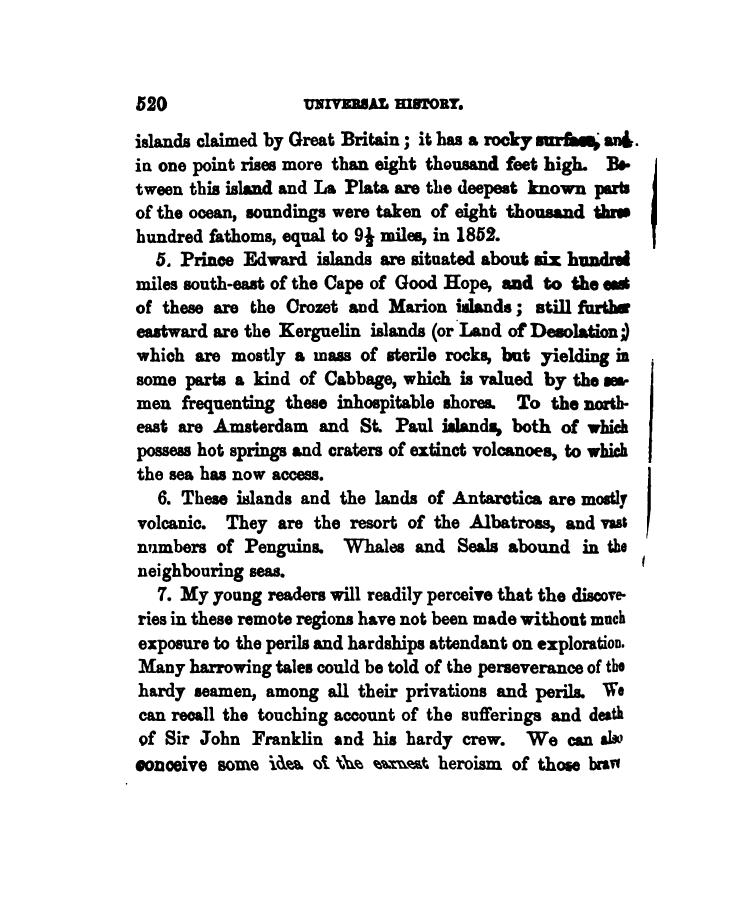 520 UNIVERSAL HISTORY.
islands claimed by Great Britain ; it has a rocky surface, and
in one point rises more than eight thousand feet high. Be-
tween this island and La Plata are the deepest known parts
of the ocean, soundings were taken of eight thousand three
hundred fathoms, equal to 9½ miles, in 1852.
5. Prince Edward islands are situated about six hundred
miles south-east of the Cape of Good Hope, and to the east
of these are the Crozet and Marion islands ; still further
eastward are the Kerguelin islands (or Land of Desolation ;)
which are mostly a mass of sterile rocks, but yielding in
some parts a kind of Cabbage, which is valued by the sea-
men frequenting these inhospitable shores. To the north-
east are Amsterdam and St. Paul islands, both of which
possess hot springs and craters of extinct volcanoes, to which
the sea has now access.
6. These islands and the lands of Antarctica are mostly
volcanic. They are the resort of the Albatross, and vast
numbers of Penguins. Whales and Seals abound in the
neighbouring seas.
7. My young readers will readily perceive that the discove-
ries in these remote regions have not been made without much
exposure to the perils and hardships attendant on exploration.
Many harrowing tales could be told of the perseverance of the
hardy seamen, among all their privations and perils. We
can recall the touching account of the sufferings and death
of Sir John Franklin and his hardy crew. We can also
conceive some idea of the earnest heroism of those brave